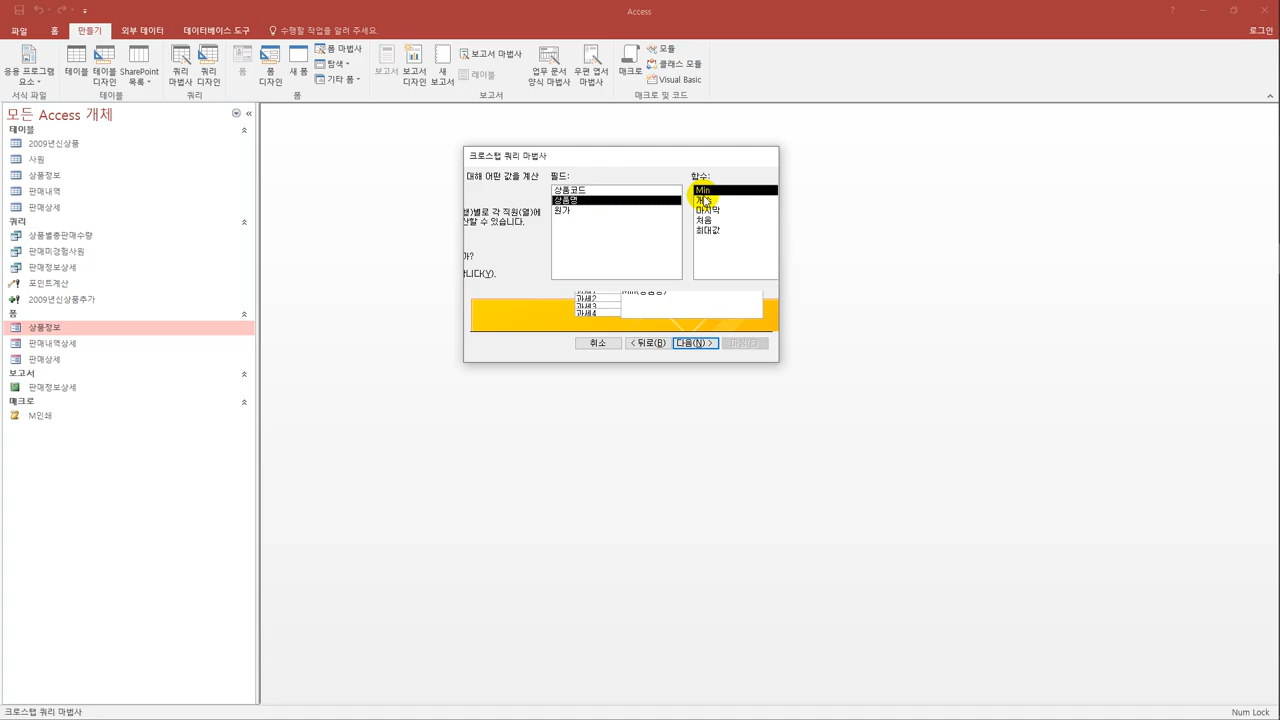 Access
파일
홈
만들기
외부 데이터
데이터베이스 도구
수행할 작업을 알려 주세요.
로그인
응용 프로그램
요소
테이블
테이블
디자인
SharePoint
목록
쿼리
마법사
쿼리
디자인
폼
폼
디자인
새 폼
폼 마법사
탐색
기타 폼
보고서
보고서
디자인
새
보고서
보고서 마법사
레이블
업무 문서
양식 마법사
우편 엽서
마법사
매크로
모듈
클래스 모듈
Visual Basic
서식 파일
테이블
쿼리
폼
보고서
매크로 및 코드
모든 Access 개체
테이블
2009년신상품
사원
상품정보
판매내역
판매상세
쿼리
상품별총판매수량
판매미경험사원
판매정보상세
포인트계산
2009년신상품추가
폼
상품정보
판매내역상세
판매상세
보고서
판매정보상세
매크로
M인쇄
크로스탭 쿼리 마법사
대해 어떤 값을 계산
필드:
함수:
상품코드
상품명
원가
Min
마지막
처음
최대값
별)별로 각 직원(열)에
산할 수 있습니다.
까?
합니다(Y).
과세2
과세3
과세4
취소
< 뒤로(B)
다음(N) >
마침(F)
크로스탭 쿼리 마법사
Num Lock